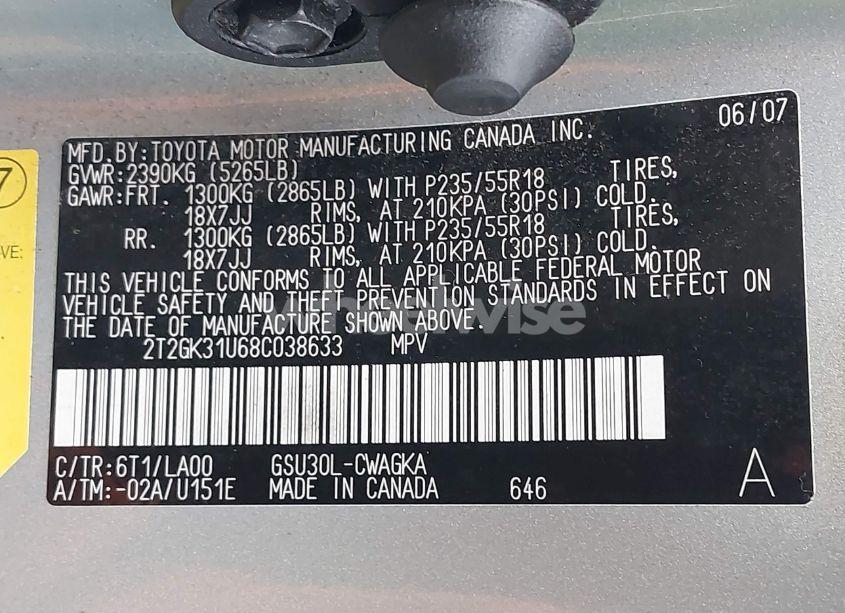 06/07
MFD.BY:TOYOTA MOTOR MANUFACTURING CANADA INC.
GVWR:2390KG (5265LB)
GAWR:FRT. 1300KG (2865LB) WITH P235/55R18 TIRES,
18X7JJ RIMS, AT 210KPA (30PSI) COLD.
RR. 1300KG (2865LB) WITH P235/55R18 TIRES,
18X7JJ RIMS, AT 210KPA (30PSI) COLD.
THIS VEHICLE CONFORMS TO ALL APPLICABLE FEDERAL MOTOR
VEHICLE SAFETY AND THEFT PREVENTION STANDARDS IN EFFECT ON
THE DATE OF MANUFACTURE SHOWN ABOVE.
2T2GK31U68C038633 MPV
C/TR:6T1/LA00 GSU30L-CWAGKA
A/TM:-02A/U151E MADE IN CANADA 646 A
7
VE: